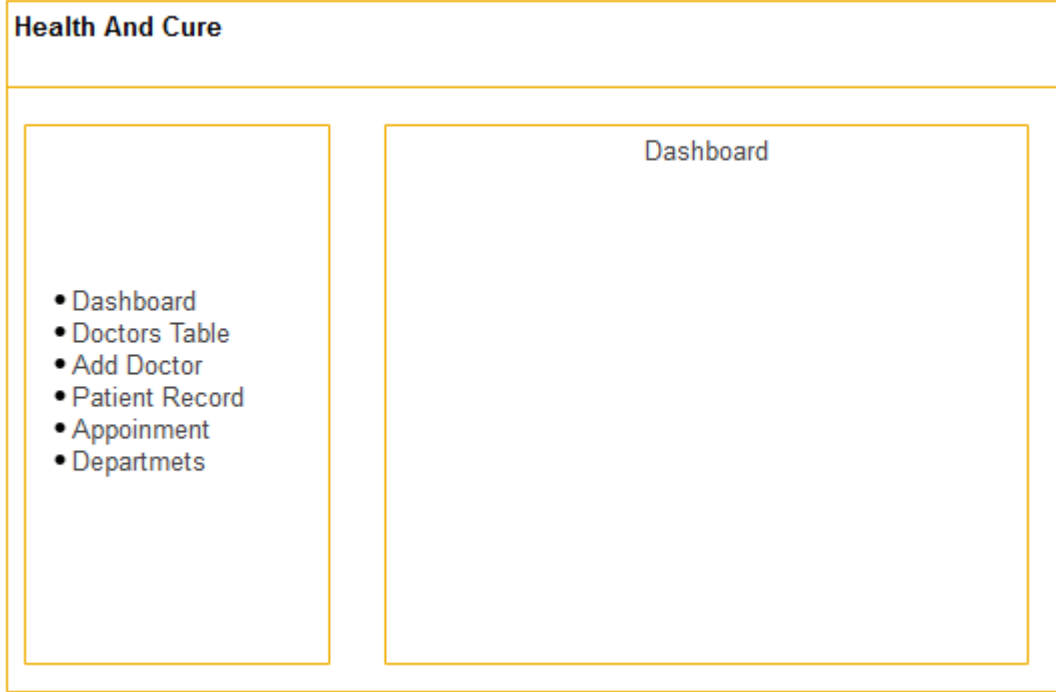 Health And Cure
Dashboard
Dashboard
Doctors Table
Add Doctor
Patient Record
Appoinment
Departmets